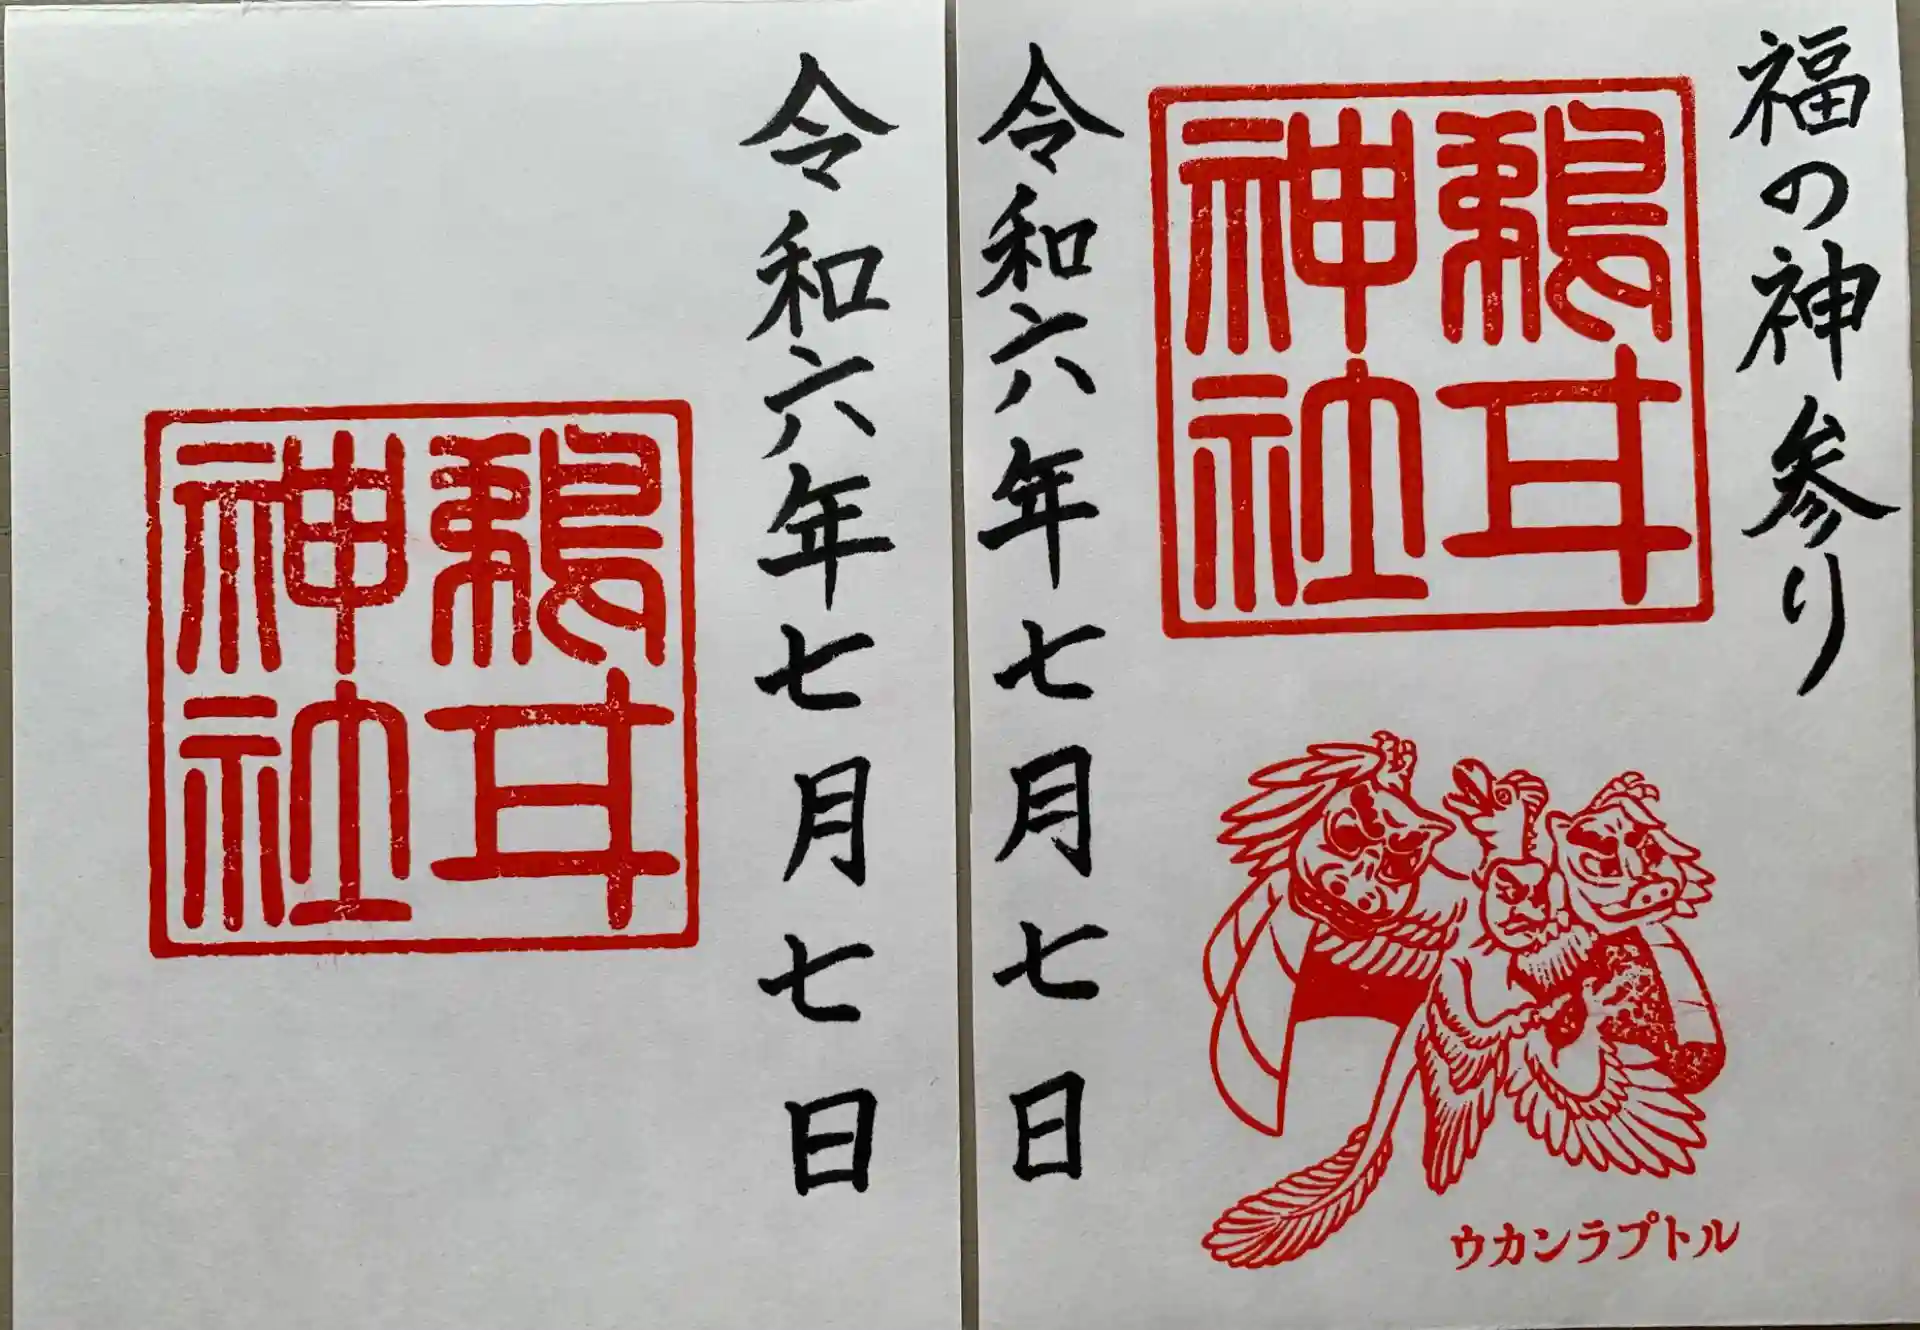 福の神参り
鵜甘
神社
ウカンラプトル
令和六年七月七日
令和六年七月七日
鵜甘
神社